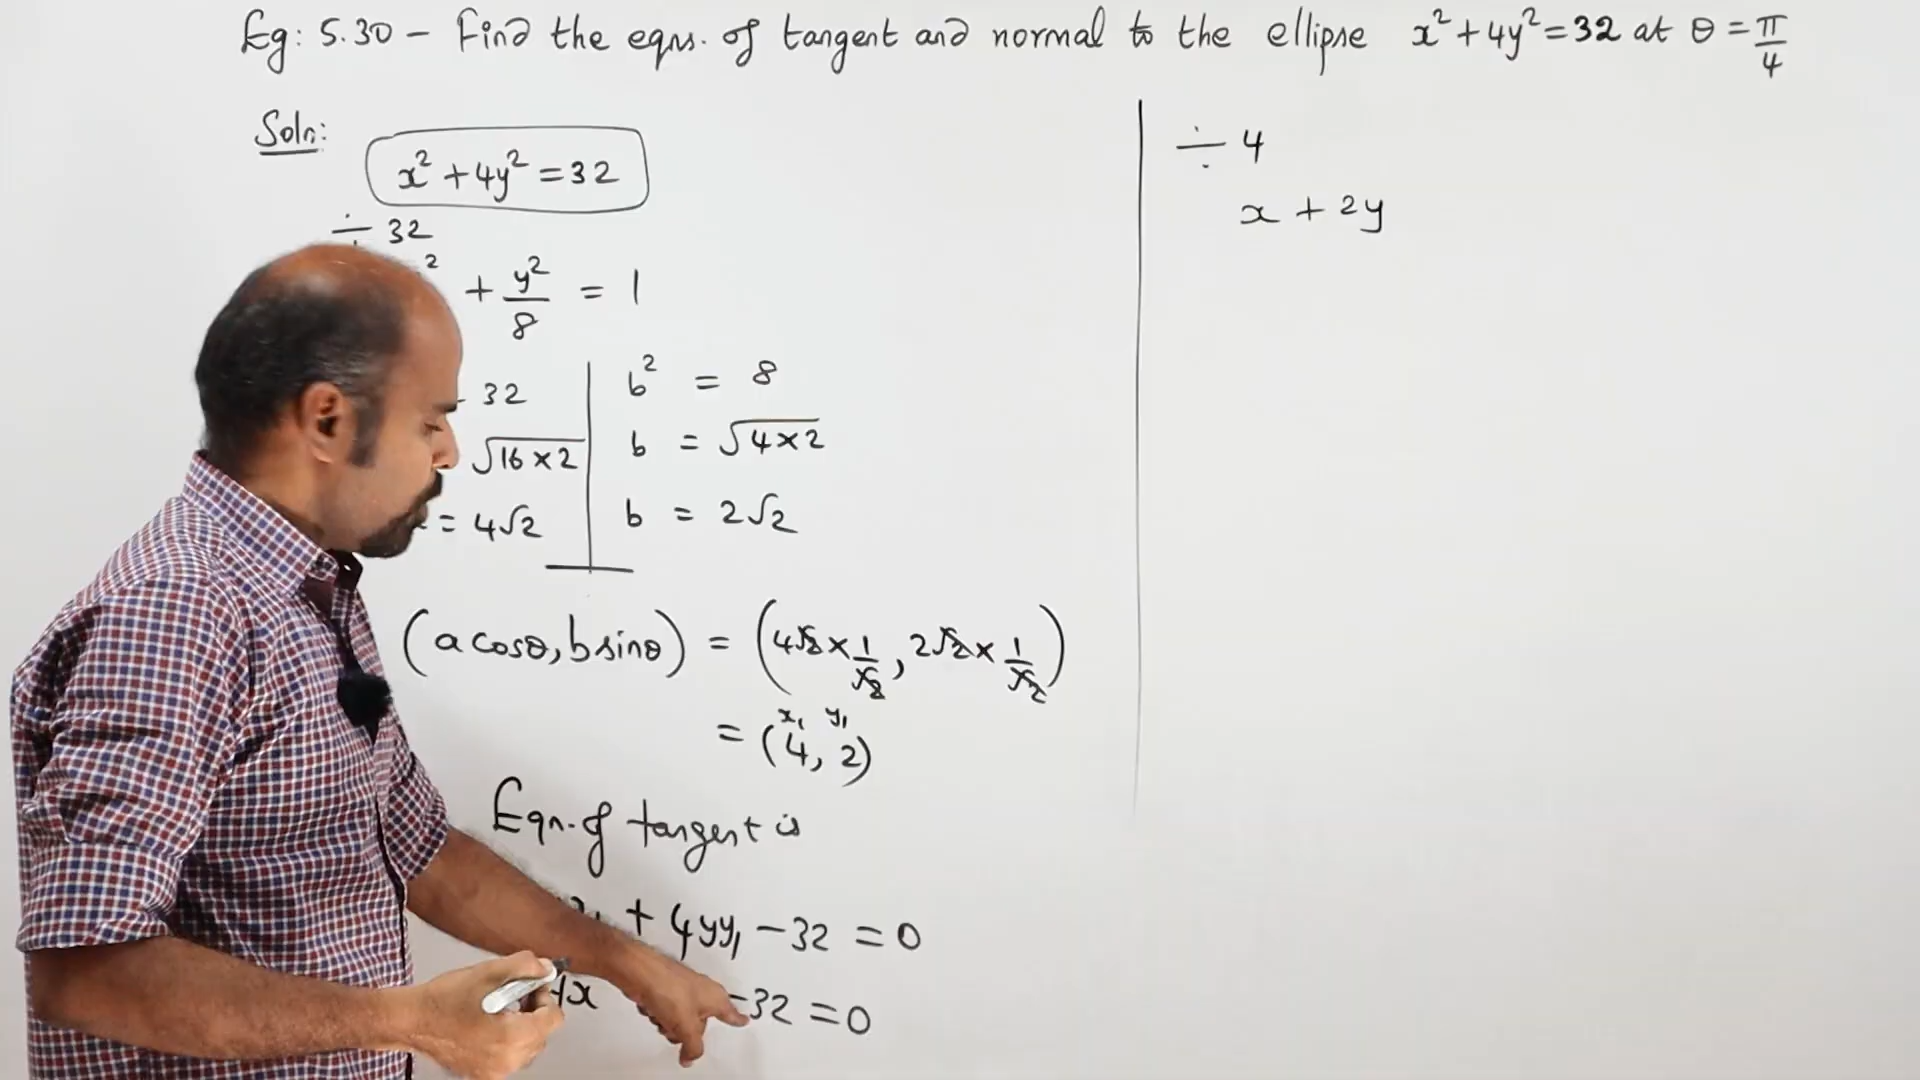 Eg: 5.30 – Find the eqns. of tangent and normal to the ellipse x² + 4y² = 32 at θ = π/4
Soln:
x² + 4y² = 32
÷ 32
² + y²/8 = 1
32
√(16 × 2)
= 4√2
b² = 8
b = √(4 × 2)
b = 2√2
(a cosθ, b sinθ) = (4√2 × 1/√2, 2√2 × 1/√2)
x₁ y₁
= (4, 2)
Eqn. of tangent is
+ 4yy₁ – 32 = 0
4x – 32 = 0
÷ 4
x + 2y